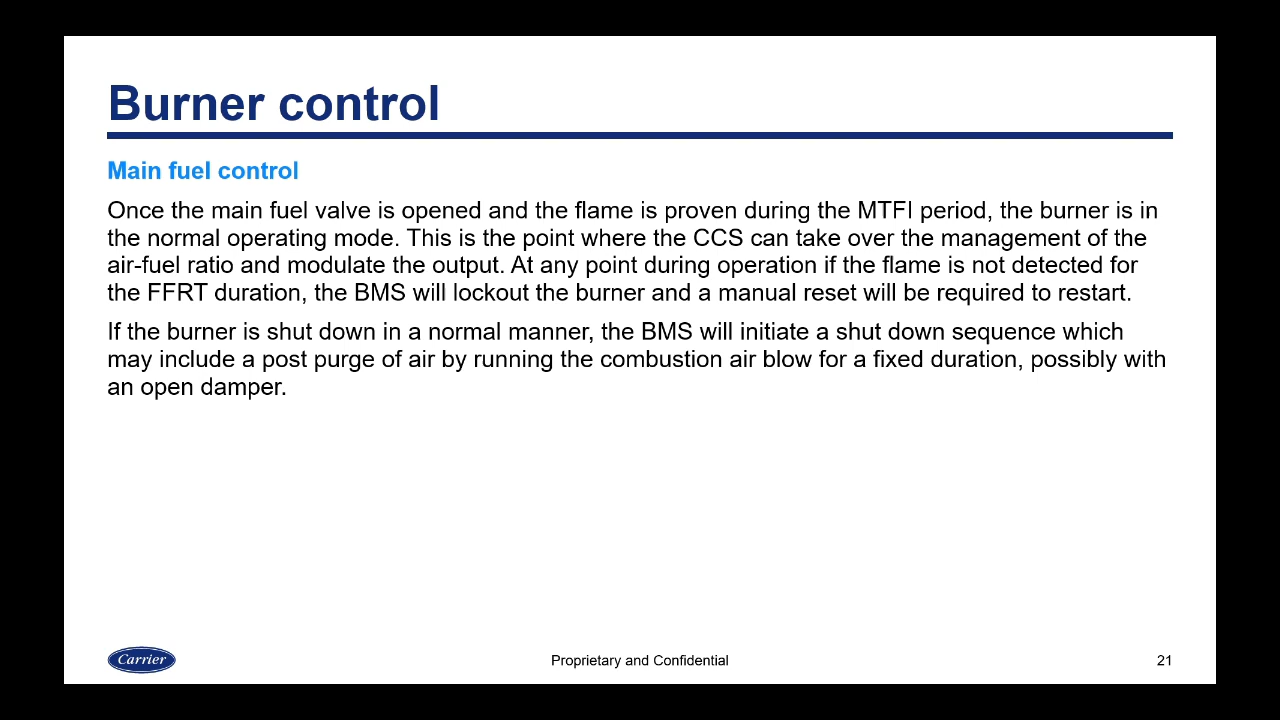 Burner control
Main fuel control
Once the main fuel valve is opened and the flame is proven during the MTFI period, the burner is in
the normal operating mode. This is the point where the CCS can take over the management of the
air-fuel ratio and modulate the output. At any point during operation if the flame is not detected for
the FFRT duration, the BMS will lockout the burner and a manual reset will be required to restart.
If the burner is shut down in a normal manner, the BMS will initiate a shut down sequence which
may include a post purge of air by running the combustion air blow for a fixed duration, possibly with
an open damper.
Carrier
Proprietary and Confidential
21